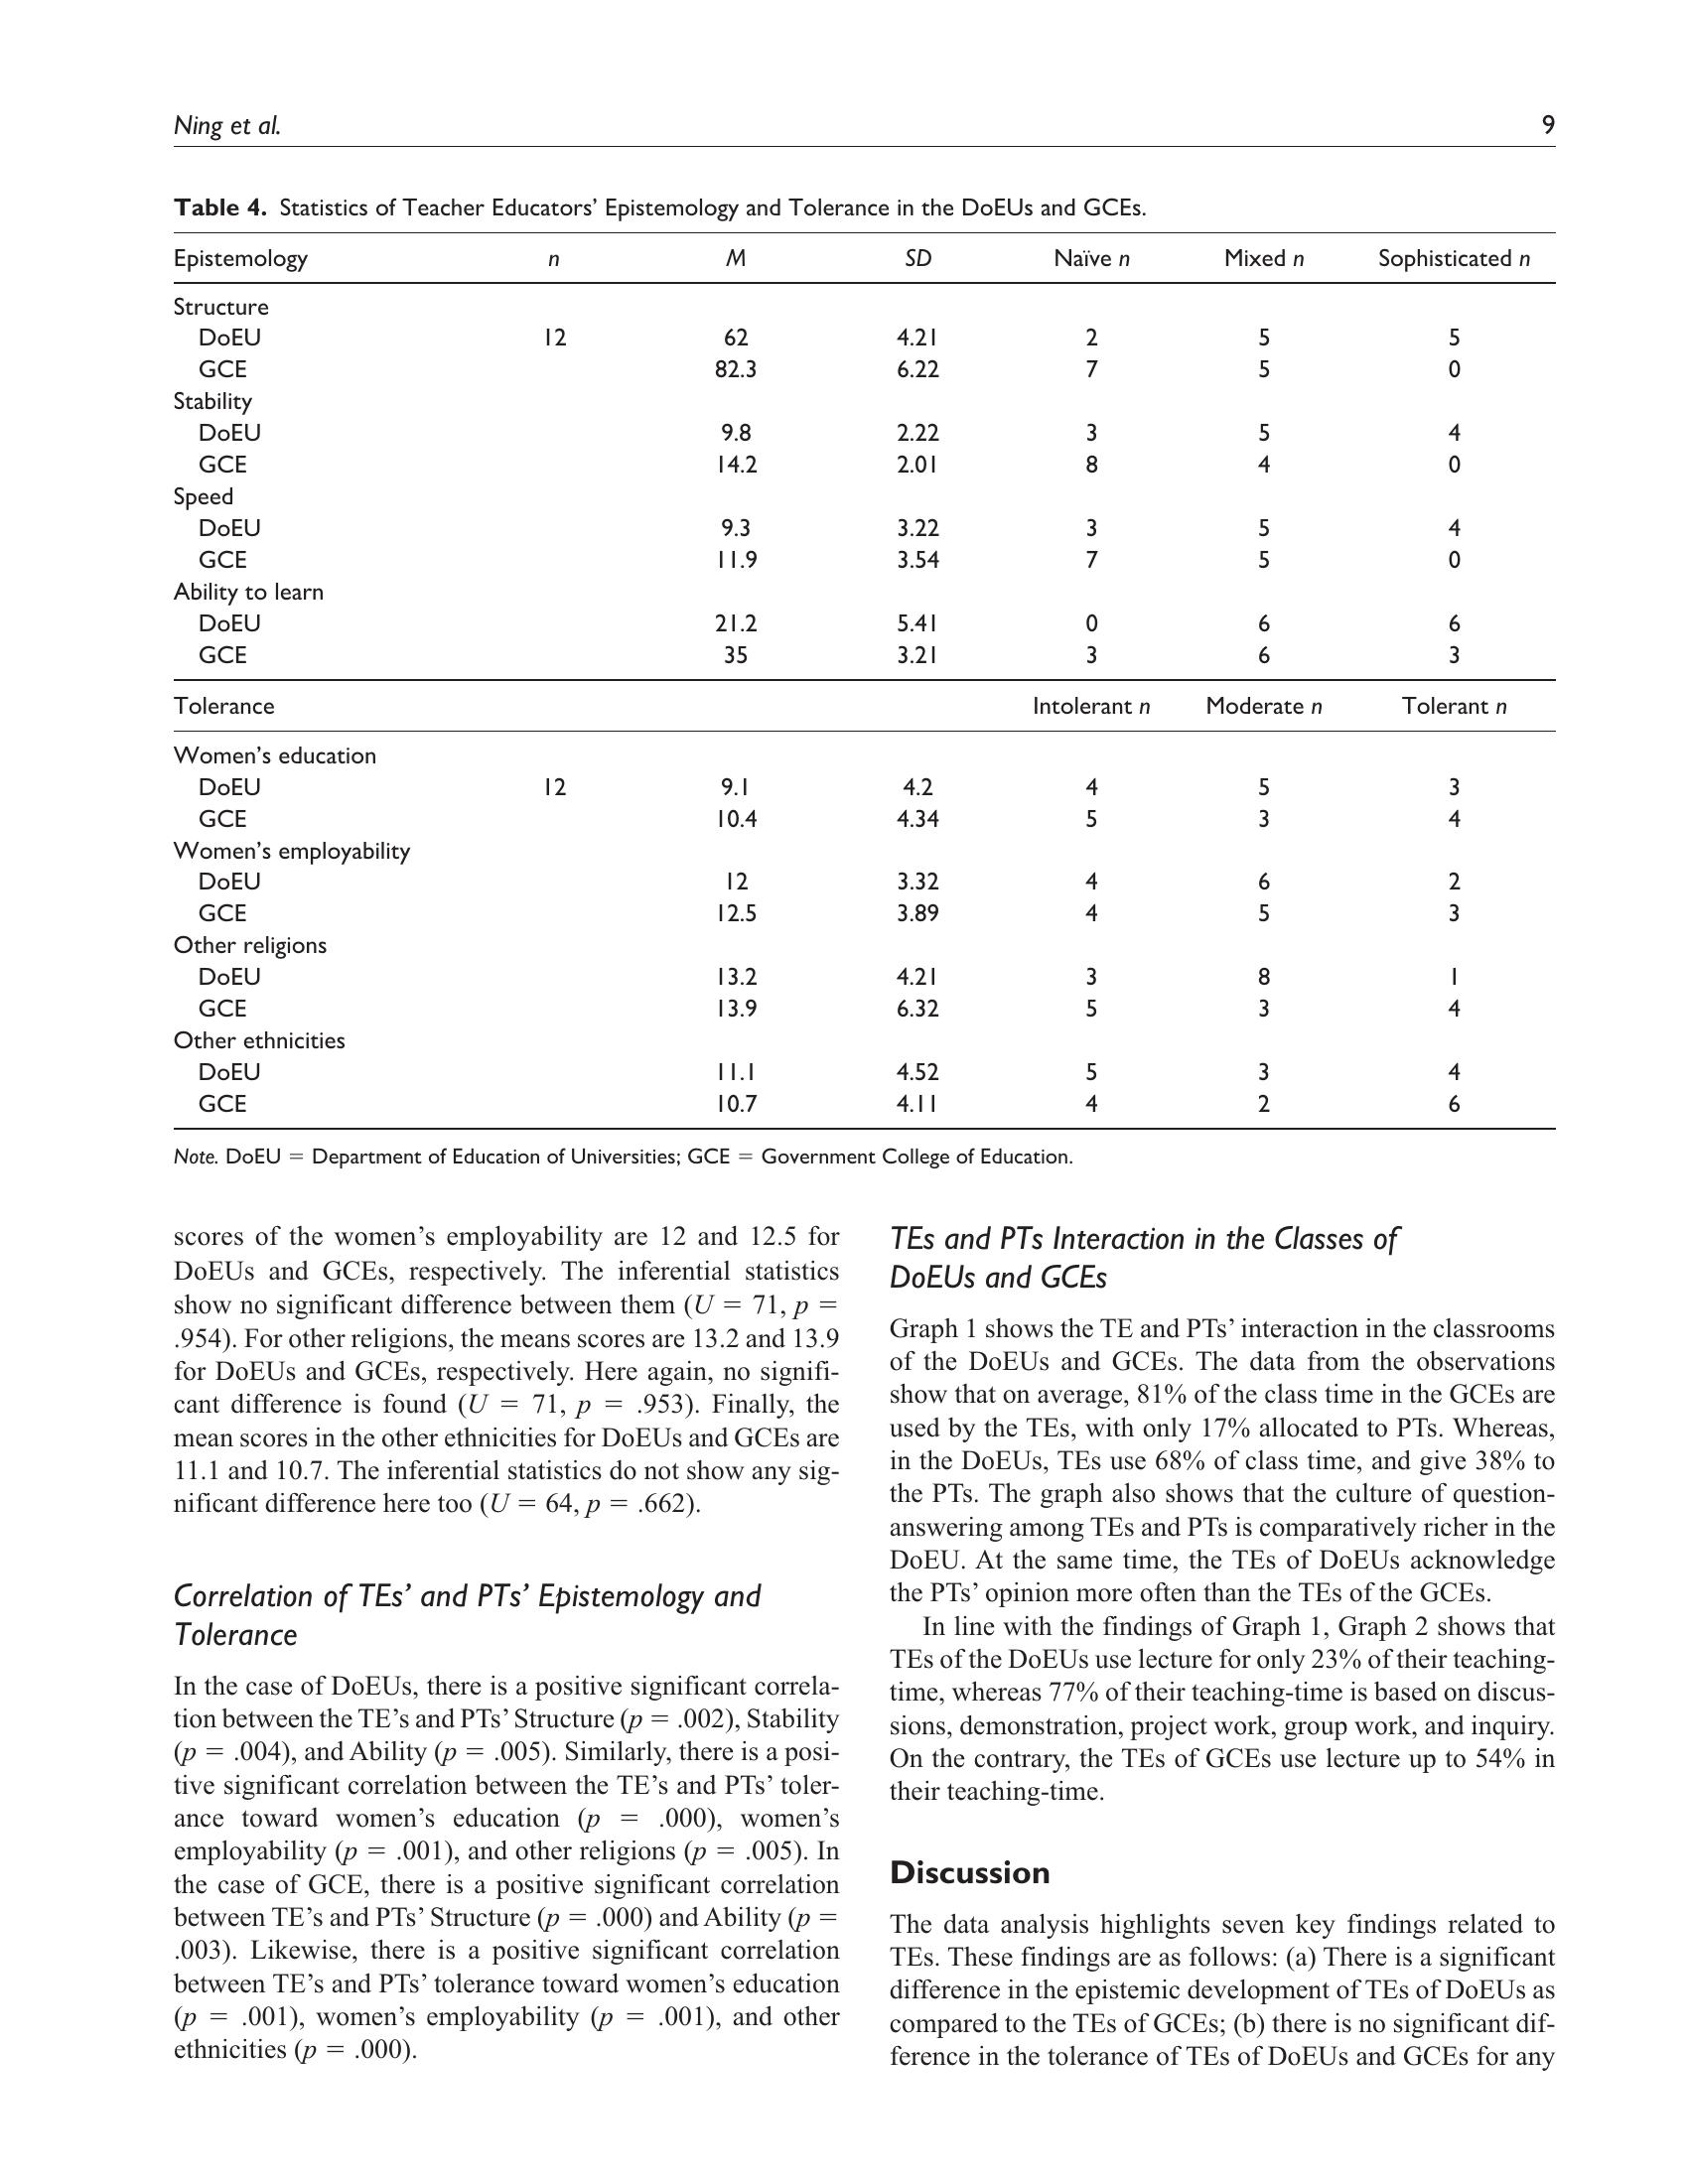 Ning et al. 9
Table 4. Statistics of Teacher Educators’ Epistemology and Tolerance in the DoEUs and GCEs.
Epistemology n M SD Naïve n Mixed n Sophisticated n
Structure
DoEU 12 62 4.21 2 5 5
GCE 82.3 6.22 7 5 0
Stability
DoEU 9.8 2.22 3 5 4
GCE 14.2 2.01 8 4 0
Speed
DoEU 9.3 3.22 3 5 4
GCE 11.9 3.54 7 5 0
Ability to learn
DoEU 21.2 5.41 0 6 6
GCE 35 3.21 3 6 3
Tolerance Intolerant n Moderate n Tolerant n
Women’s education
DoEU 12 9.1 4.2 4 5 3
GCE 10.4 4.34 5 3 4
Women’s employability
DoEU 12 3.32 4 6 2
GCE 12.5 3.89 4 5 3
Other religions
DoEU 13.2 4.21 3 8 1
GCE 13.9 6.32 5 3 4
Other ethnicities
DoEU 11.1 4.52 5 3 4
GCE 10.7 4.11 4 2 6
Note. DoEU = Department of Education of Universities; GCE = Government College of Education.
scores of the women’s employability are 12 and 12.5 for
DoEUs and GCEs, respectively. The inferential statistics
show no significant difference between them (U = 71, p =
.954). For other religions, the means scores are 13.2 and 13.9
for DoEUs and GCEs, respectively. Here again, no signifi-
cant difference is found (U = 71, p = .953). Finally, the
mean scores in the other ethnicities for DoEUs and GCEs are
11.1 and 10.7. The inferential statistics do not show any sig-
nificant difference here too (U = 64, p = .662).
Correlation of TEs’ and PTs’ Epistemology and
Tolerance
In the case of DoEUs, there is a positive significant correla-
tion between the TE’s and PTs’ Structure (p = .002), Stability
(p = .004), and Ability (p = .005). Similarly, there is a posi-
tive significant correlation between the TE’s and PTs’ toler-
ance toward women’s education (p = .000), women’s
employability (p = .001), and other religions (p = .005). In
the case of GCE, there is a positive significant correlation
between TE’s and PTs’ Structure (p = .000) and Ability (p =
.003). Likewise, there is a positive significant correlation
between TE’s and PTs’ tolerance toward women’s education
(p = .001), women’s employability (p = .001), and other
ethnicities (p = .000).
TEs and PTs Interaction in the Classes of
DoEUs and GCEs
Graph 1 shows the TE and PTs’ interaction in the classrooms
of the DoEUs and GCEs. The data from the observations
show that on average, 81% of the class time in the GCEs are
used by the TEs, with only 17% allocated to PTs. Whereas,
in the DoEUs, TEs use 68% of class time, and give 38% to
the PTs. The graph also shows that the culture of question-
answering among TEs and PTs is comparatively richer in the
DoEU. At the same time, the TEs of DoEUs acknowledge
the PTs’ opinion more often than the TEs of the GCEs.
In line with the findings of Graph 1, Graph 2 shows that
TEs of the DoEUs use lecture for only 23% of their teaching-
time, whereas 77% of their teaching-time is based on discus-
sions, demonstration, project work, group work, and inquiry.
On the contrary, the TEs of GCEs use lecture up to 54% in
their teaching-time.
Discussion
The data analysis highlights seven key findings related to
TEs. These findings are as follows: (a) There is a significant
difference in the epistemic development of TEs of DoEUs as
compared to the TEs of GCEs; (b) there is no significant dif-
ference in the tolerance of TEs of DoEUs and GCEs for any